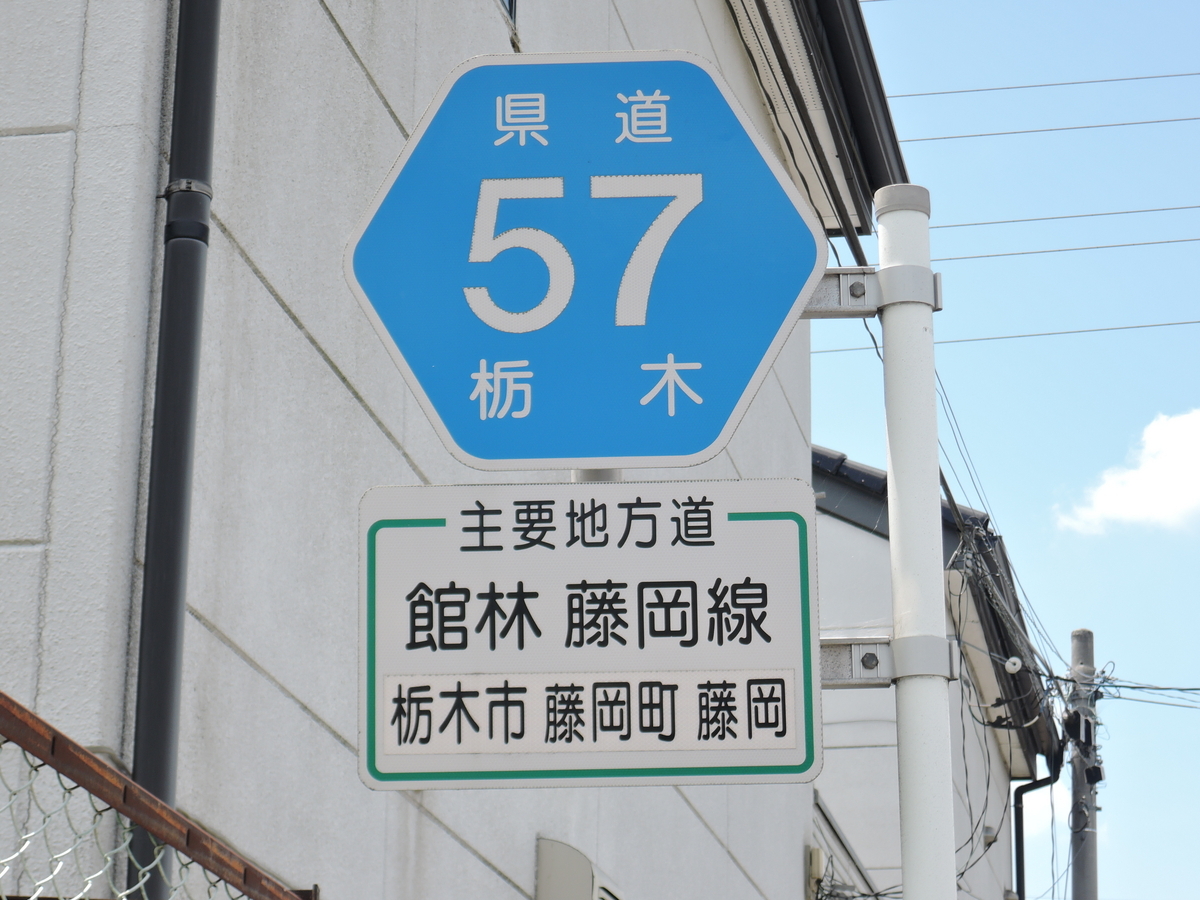 県道
57
栃木
主要地方道
館林 藤岡線
栃木市 藤岡町 藤岡